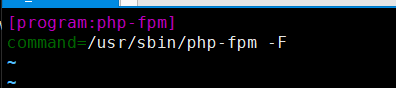 [program:php-fpm]
command=/usr/sbin/php-fpm -F
~
~